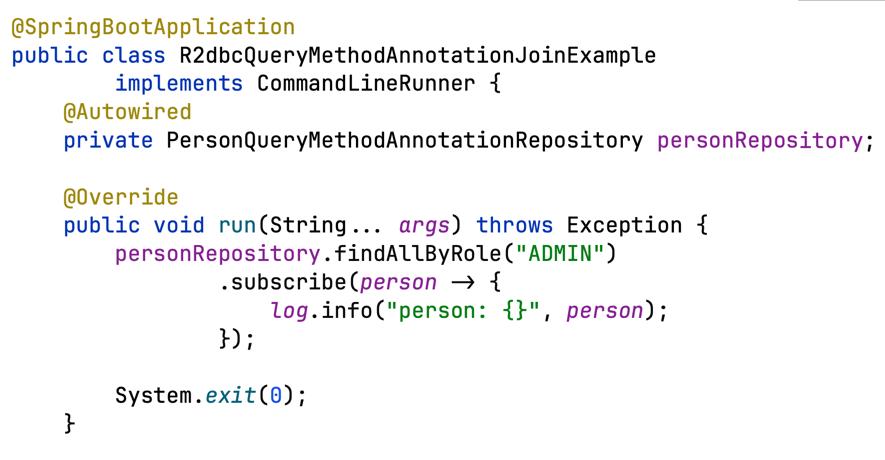 @SpringBootApplication
public class R2dbcQueryMethodAnnotationJoinExample
        implements CommandLineRunner {
    @Autowired
    private PersonQueryMethodAnnotationRepository personRepository;

    @Override
    public void run(String... args) throws Exception {
        personRepository.findAllByRole("ADMIN")
                .subscribe(person -> {
                    log.info("person: {}", person);
                });

        System.exit(0);
    }